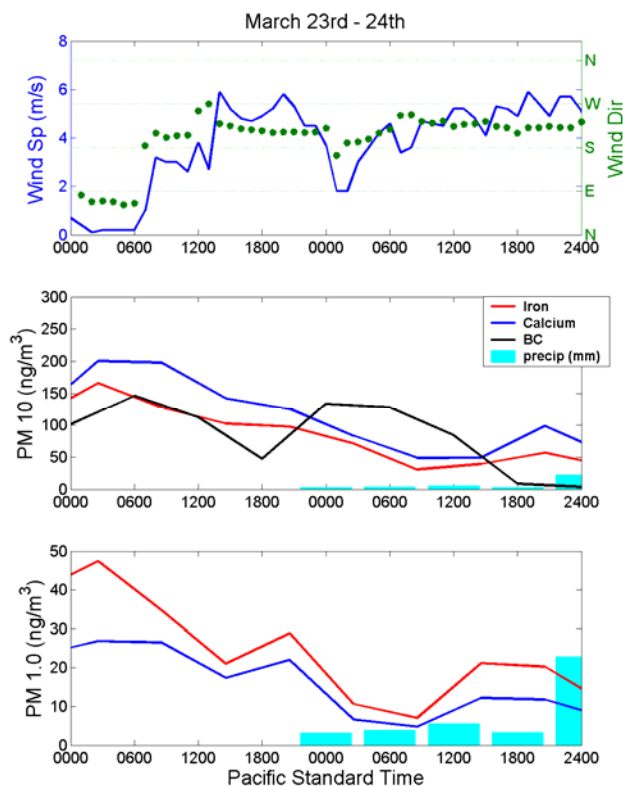 March 23rd - 24th
Wind Sp (m/s)
8
6
4
2
0
N
W
S
E
N
Wind Dir
0000 0600 1200 1800 0000 0600 1200 1800 2400
PM 10 (ng/m³)
300
250
200
150
100
50
0
Iron
Calcium
BC
precip (mm)
0000 0600 1200 1800 0000 0600 1200 1800 2400
PM 1.0 (ng/m³)
50
40
30
20
10
0
0000 0600 1200 1800 0000 0600 1200 1800 2400
Pacific Standard Time